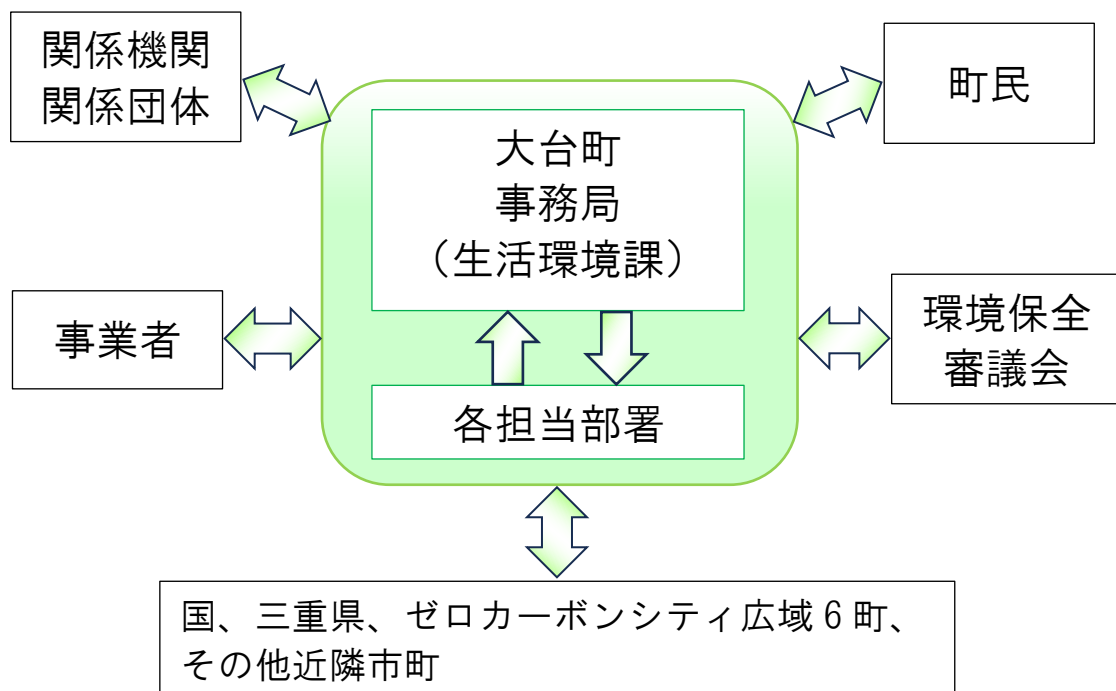 関係機関
関係団体
町民
大台町
事務局
（生活環境課）
事業者
環境保全
審議会
各担当部署
国、三重県、ゼロカーボンシティ広域６町、
その他近隣市町